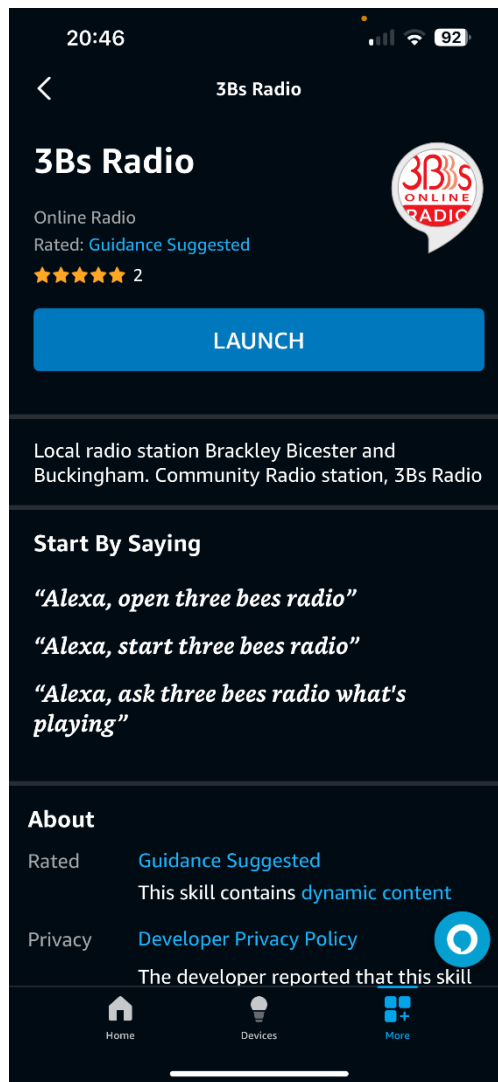 20:46
92
3Bs Radio
3Bs Radio
3BS
ONLINE
RADIO
Online Radio
Rated: Guidance Suggested
2
LAUNCH
Local radio station Brackley Bicester and
Buckingham. Community Radio station, 3Bs Radio
Start By Saying
“Alexa, open three bees radio”
“Alexa, start three bees radio”
“Alexa, ask three bees radio what's
playing”
About
Rated Guidance Suggested
This skill contains dynamic content
Privacy Developer Privacy Policy
The developer reported that this skill
Home Devices More